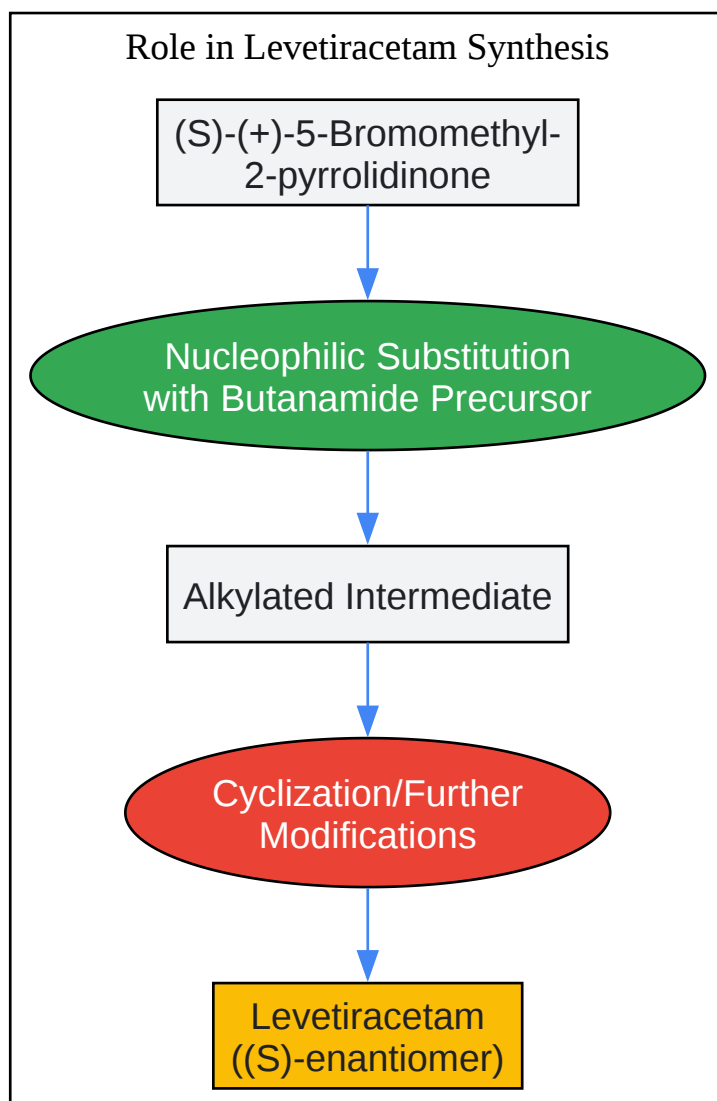 Role in Levetiracetam Synthesis
(S)-(+)-5-Bromomethyl-
2-pyrrolidinone
Nucleophilic Substitution
with Butanamide Precursor
Alkylated Intermediate
Cyclization/Further
Modifications
Levetiracetam
((S)-enantiomer)